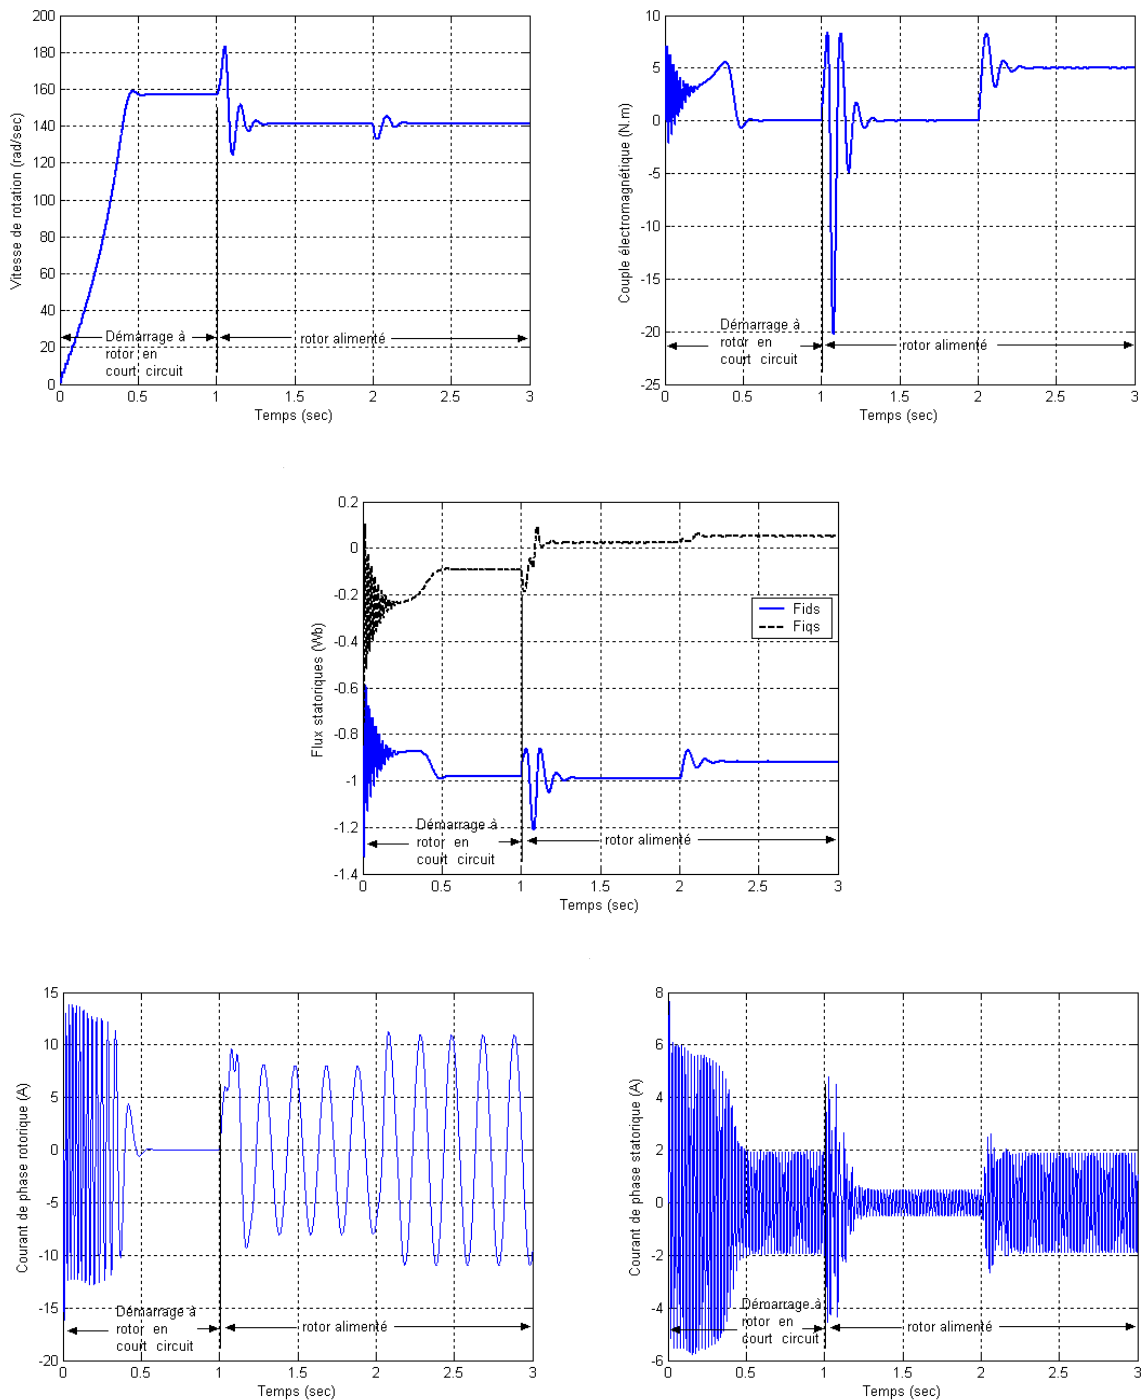 200
180
160
140
120
100
80
60
40
20
0
Vitesse de rotation (rad/sec)
Démarrage à
rotor en
court circuit
rotor alimenté
0 0.5 1 1.5 2 2.5 3
Temps (sec)
10
5
0
-5
-10
-15
-20
-25
Couple électromagnétique (N.m)
Démarrage à
rotor en
court circuit
rotor alimenté
0 0.5 1 1.5 2 2.5 3
Temps (sec)
0.2
0
-0.2
-0.4
-0.6
-0.8
-1
-1.2
-1.4
Flux statoriques (Wb)
Fids
Fiqs
Démarrage à
rotor en
court circuit
rotor alimenté
0 0.5 1 1.5 2 2.5 3
Temps (sec)
15
10
5
0
-5
-10
-15
-20
Courant de phase rotorique (A)
Démarrage à
rotor en
court circuit
rotor alimenté
0 0.5 1 1.5 2 2.5 3
Temps (sec)
8
6
4
2
0
-2
-4
-6
Courant de phase statorique (A)
Démarrage à
rotor en
court circuit
rotor alimenté
0 0.5 1 1.5 2 2.5 3
Temps (sec)